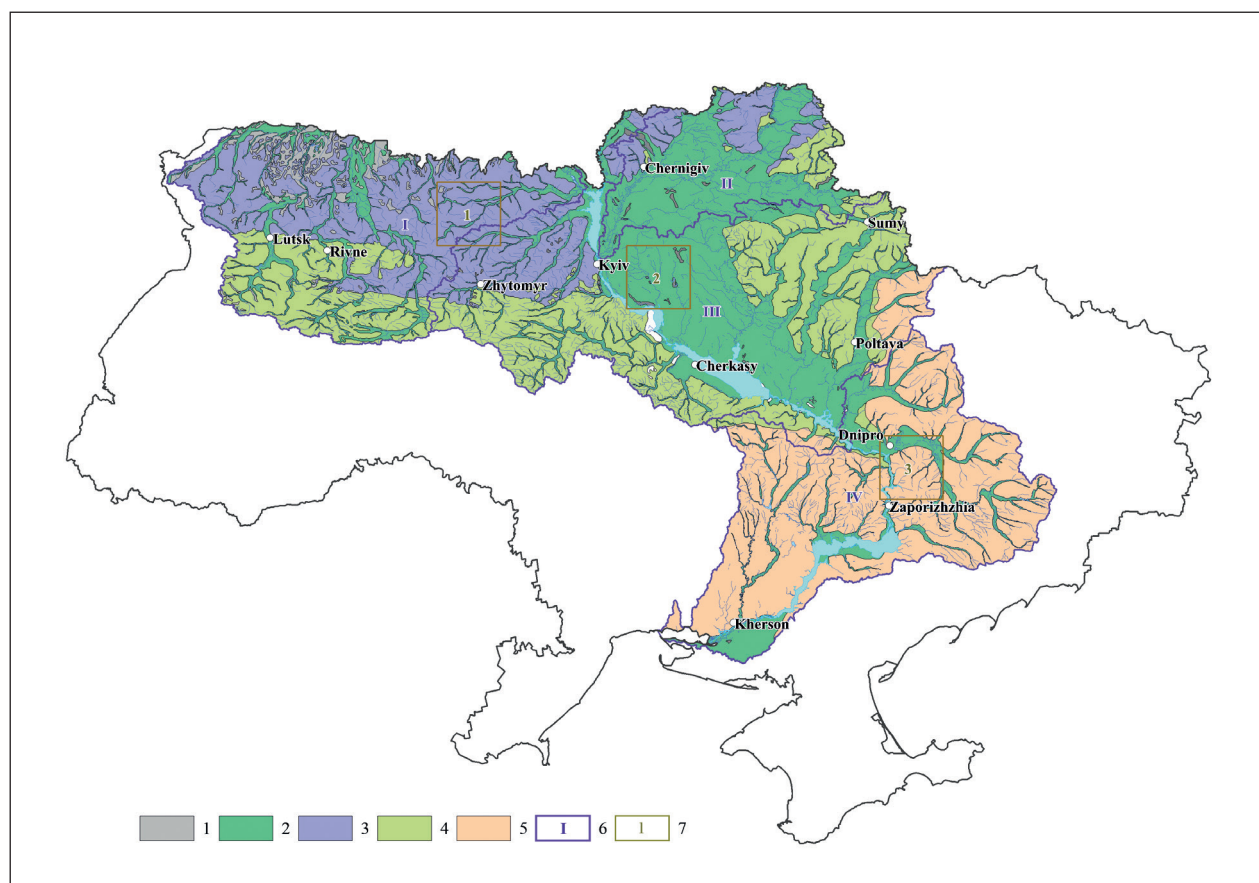 Chernigiv
II
Sumy
1
I
Lutsk
Rivne
Kyiv
2
Zhytomyr
III
Poltava
Cherkasy
Dnipro
3
IV
Zaporizhzhia
Kherson
1 2 3 4 5 I 6 1 7